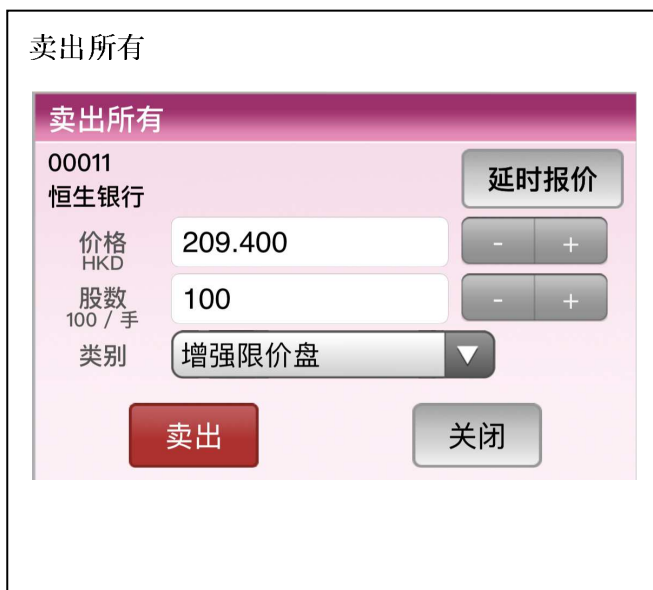 卖出所有
卖出所有
00011
恒生银行
延时报价
价格
HKD
209.400
- +
股数
100 / 手
100
- +
类别
增强限价盘
卖出
关闭